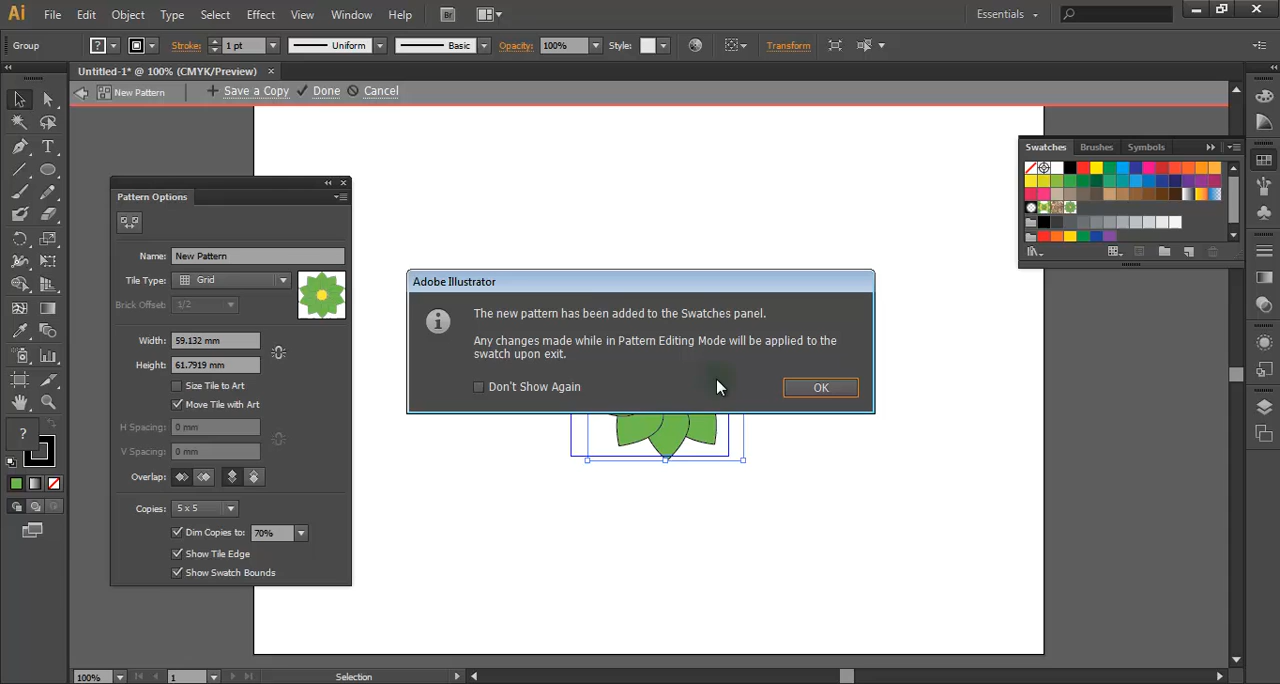 Ai File Edit Object Type Select Effect View Window Help Br Essentials
Group ? Stroke: 1 pt Uniform Basic Opacity: 100% Style: Transform
Untitled-1* @ 100% (CMYK/Preview) ×
New Pattern + Save a Copy Done Cancel
Swatches Brushes Symbols
Pattern Options
Name: New Pattern
Tile Type: Grid
Brick Offset: 1/2
Width: 59.132 mm
Height: 61.7919 mm
Size Tile to Art
Move Tile with Art
H Spacing: 0 mm
V Spacing: 0 mm
Overlap:
Copies: 5 x 5
Dim Copies to: 70%
Show Tile Edge
Show Swatch Bounds
Adobe Illustrator
The new pattern has been added to the Swatches panel.
Any changes made while in Pattern Editing Mode will be applied to the
swatch upon exit.
Don't Show Again OK
T
?
100% 1 Selection